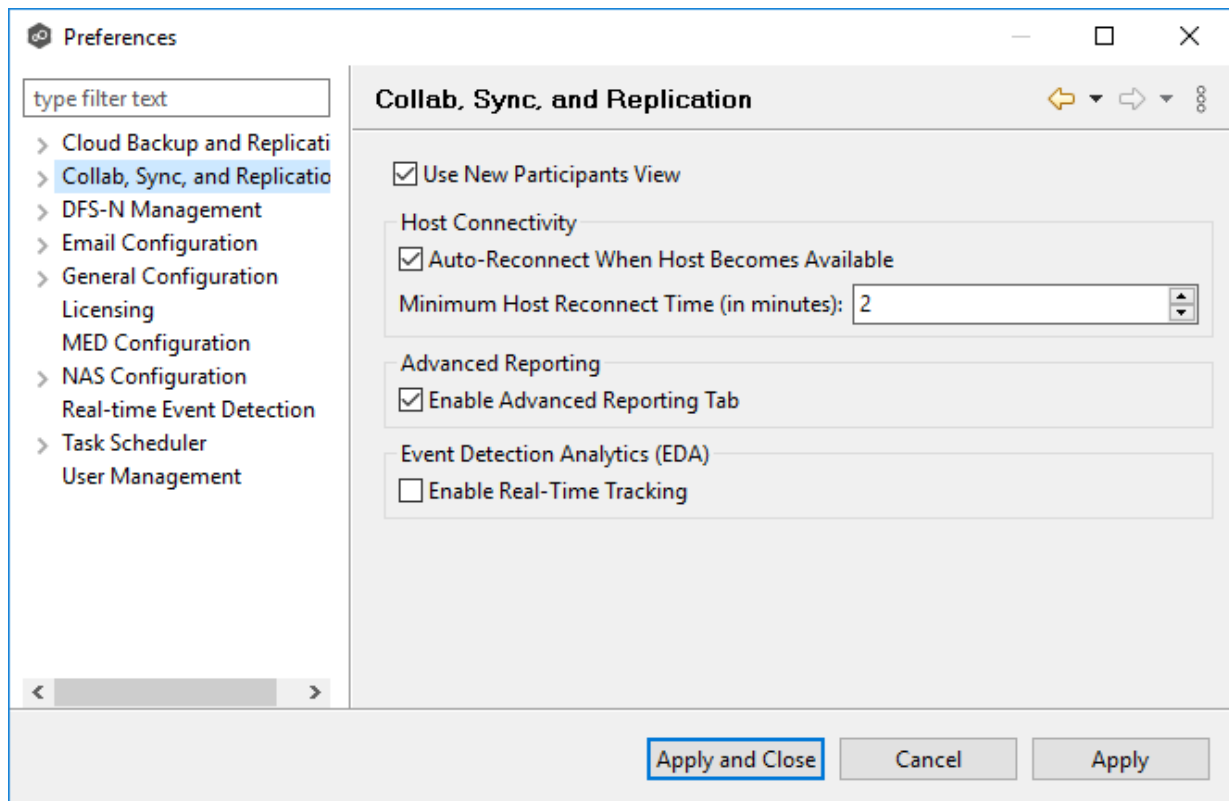 Preferences
type filter text
Cloud Backup and Replicati
Collab, Sync, and Replicatio
DFS-N Management
Email Configuration
General Configuration
Licensing
MED Configuration
NAS Configuration
Real-time Event Detection
Task Scheduler
User Management
Collab, Sync, and Replication
Use New Participants View
Host Connectivity
Auto-Reconnect When Host Becomes Available
Minimum Host Reconnect Time (in minutes): 2
Advanced Reporting
Enable Advanced Reporting Tab
Event Detection Analytics (EDA)
Enable Real-Time Tracking
Apply and Close Cancel Apply